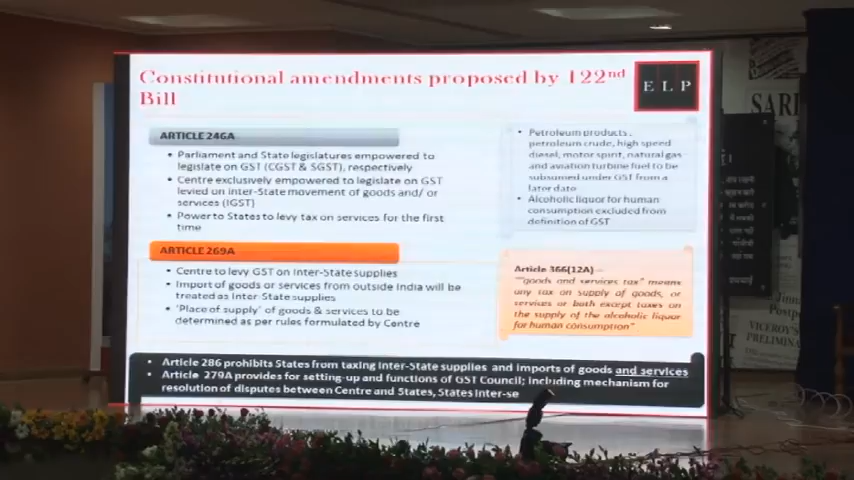 Constitutional amendments proposed by 122nd
Bill
E L P
ARTICLE 246A
• Parliament and State legislatures empowered to
legislate on GST (CGST & SGST), respectively
• Centre exclusively empowered to legislate on GST
levied on inter-State movement of goods and/ or
services (IGST)
• Power to States to levy tax on services for the first
time
• Petroleum products:
petroleum crude, high speed
diesel, motor spirit, natural gas
and aviation turbine fuel to be
subsumed under GST from a
later date
• Alcoholic liquor for human
consumption excluded from
definition of GST
ARTICLE 269A
• Centre to levy GST on Inter-State supplies
• Import of goods or services from outside India will be
treated as Inter-State supplies
• 'Place of supply' of goods & services to be
determined as per rules formulated by Centre
Article 366(12A) –
"goods and services tax" means
any tax on supply of goods, or
services or both except taxes on
the supply of the alcoholic liquor
for human consumption"
• Article 286 prohibits States from taxing Inter-State supplies and imports of goods and services
• Article 279A provides for setting-up and functions of GST Council; including mechanism for
resolution of disputes between Centre and States, States inter-se
SARD
Jinna
Postp
VICEROY'S
PRELIMINA